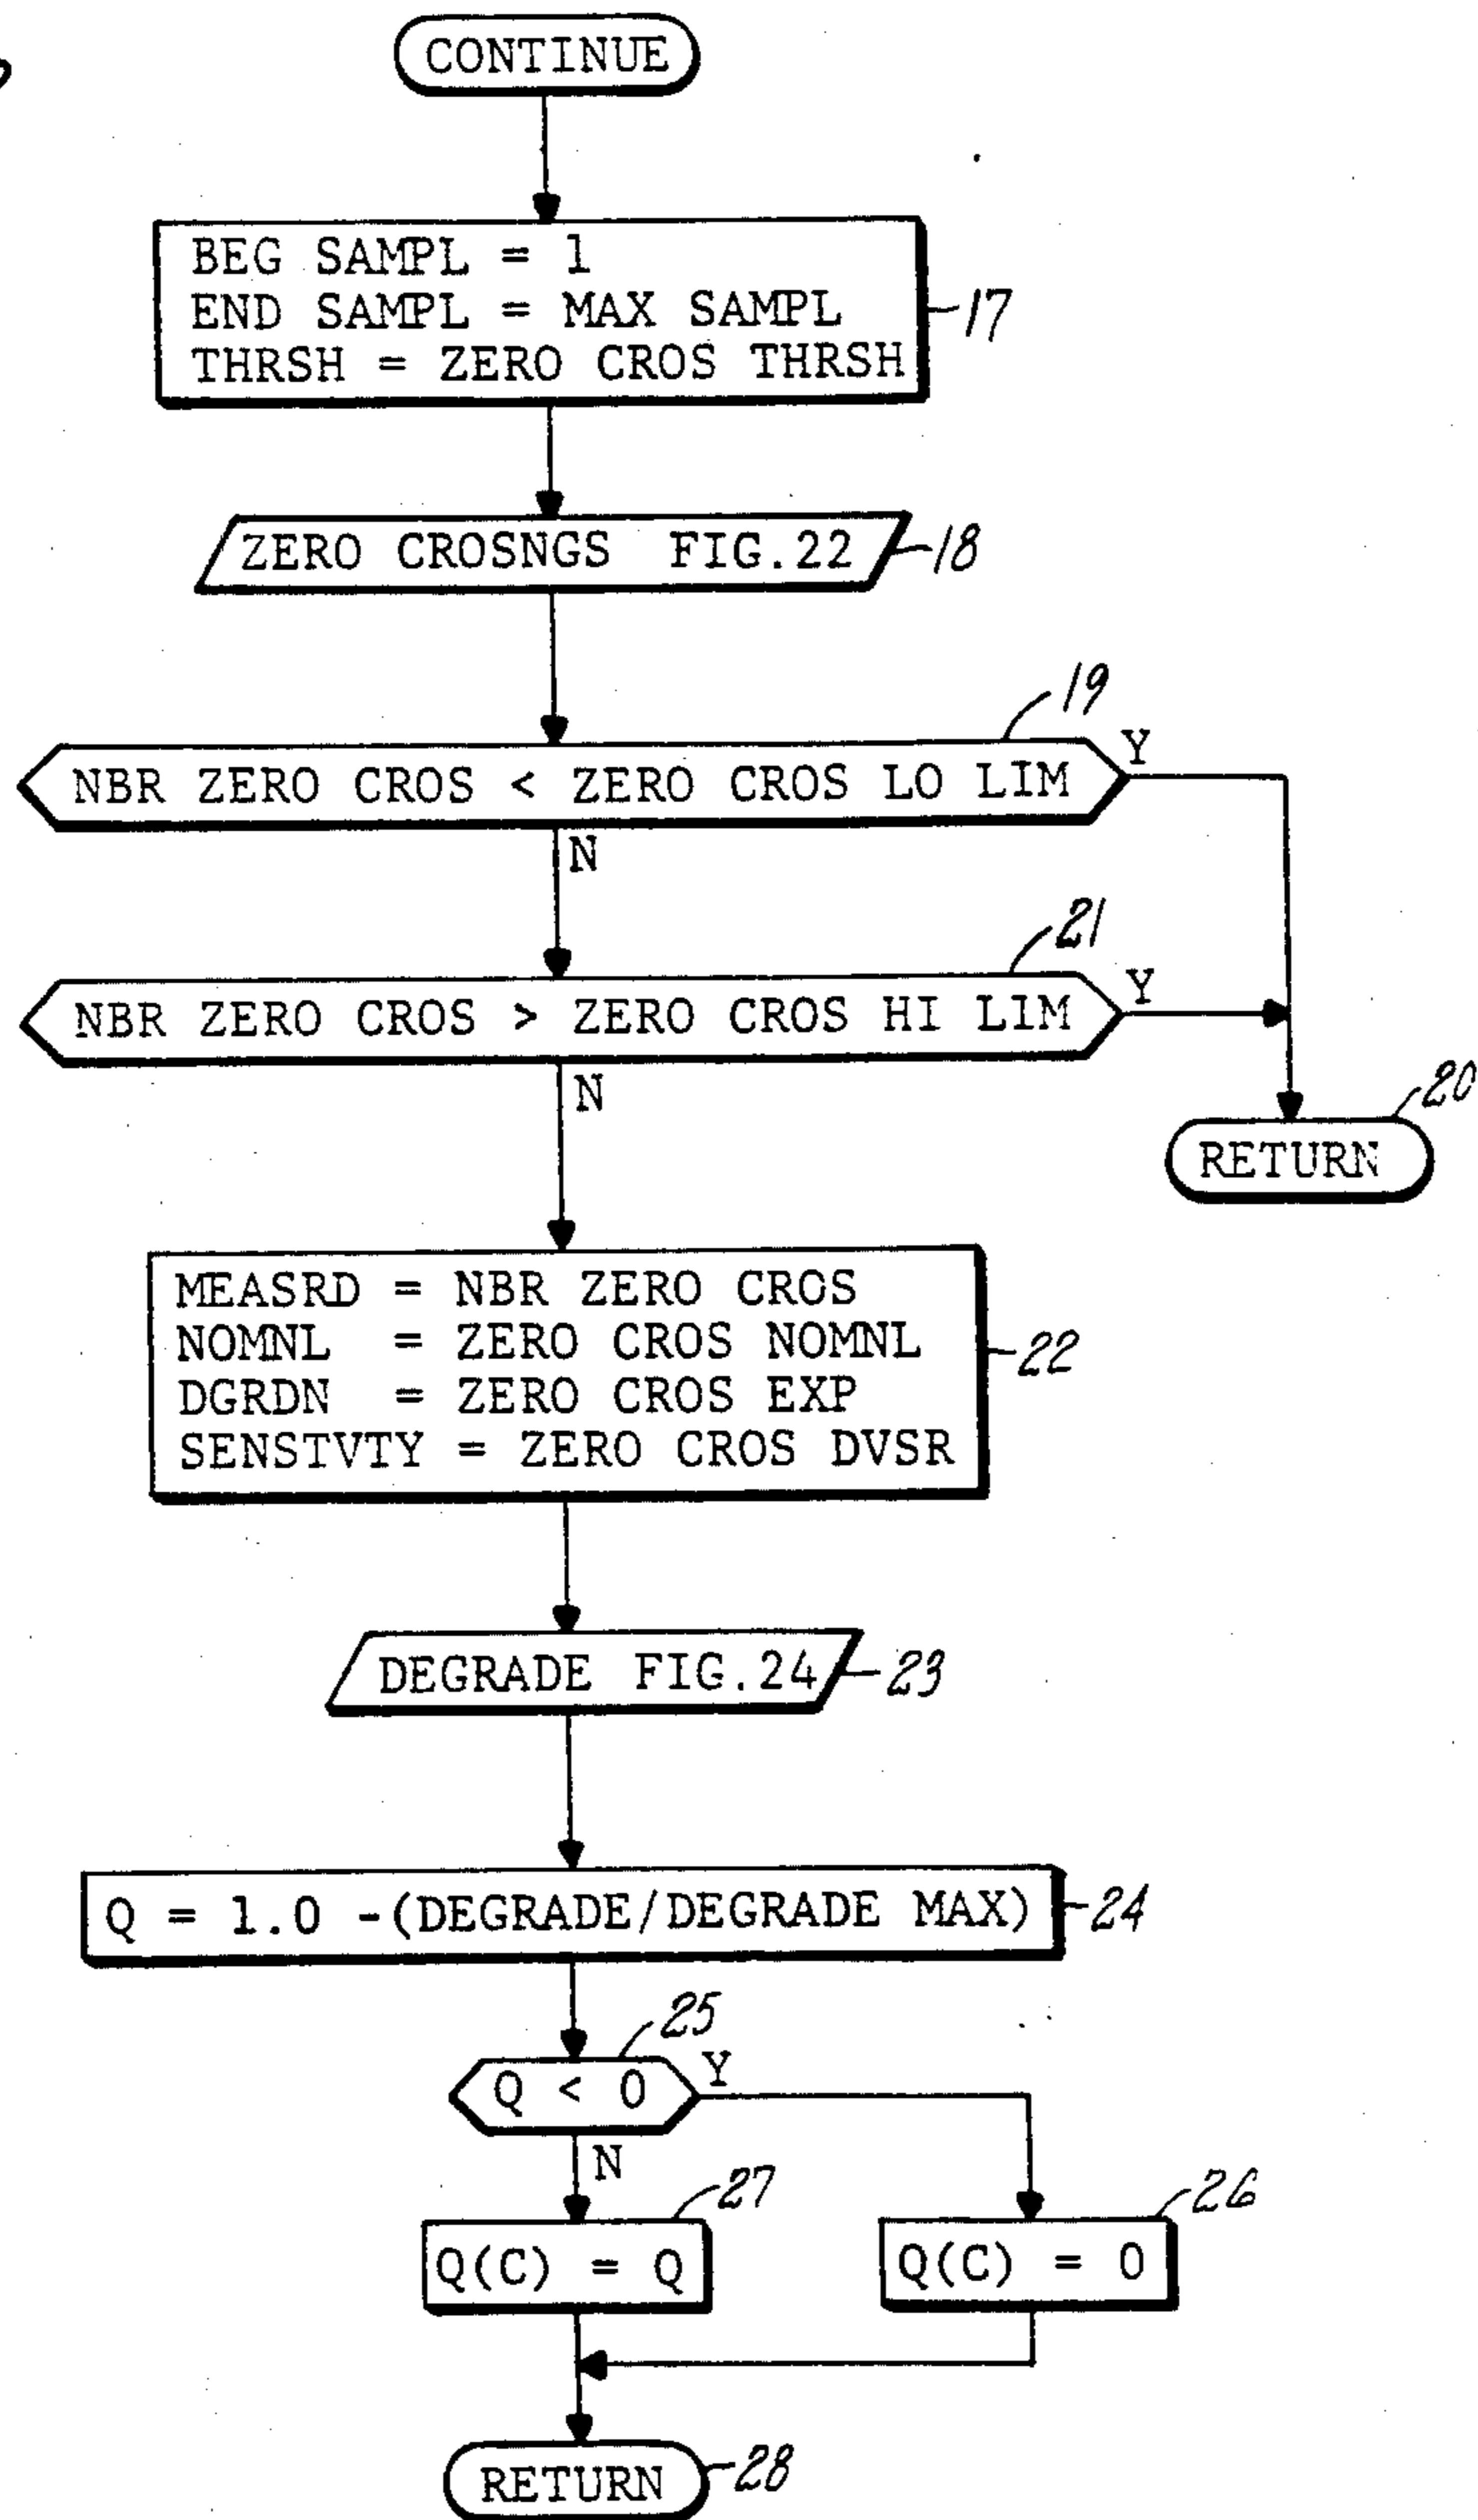 CONTINUE
BEG SAMPL = 1
END SAMPL = MAX SAMPL
THRSH = ZERO CROS THRSH
17
ZERO CROSNGS FIG.22
18
19
NBR ZERO CROS < ZERO CROS LO LIM
Y
N
21
NBR ZERO CROS > ZERO CROS HI LIM
Y
N
20
RETURN
MEASRD = NBR ZERO CROS
NOMNL = ZERO CROS NOMNL
DGRDN = ZERO CROS EXP
SENSTVTY = ZERO CROS DVSR
22
DEGRADE FIG.24
23
Q = 1.0 -(DEGRADE/DEGRADE MAX)
24
25
Q < 0
Y
N
27
26
Q(C) = Q
Q(C) = 0
RETURN
28